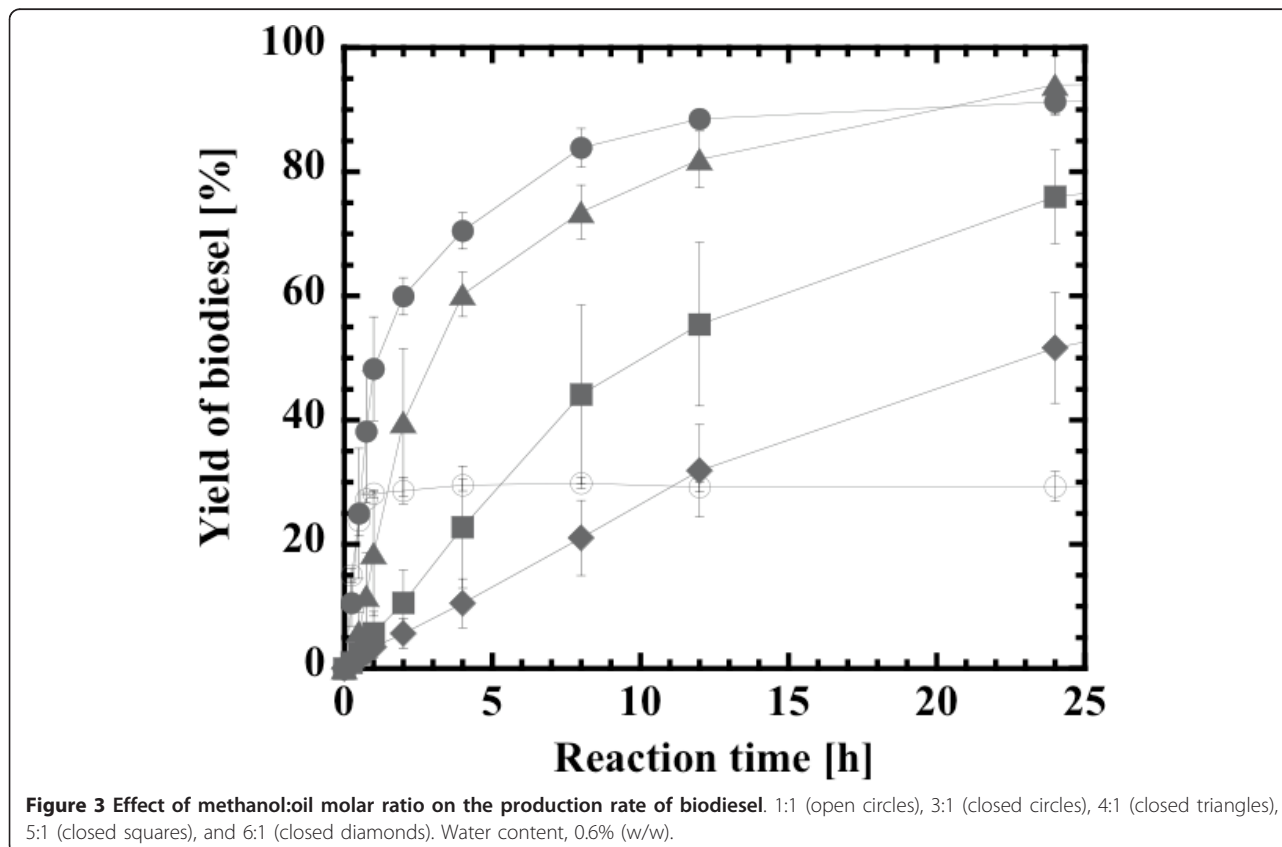 100
80
60
40
20
0
Yield of biodiesel [%]
0 5 10 15 20 25
Reaction time [h]
Figure 3 Effect of methanol:oil molar ratio on the production rate of biodiesel. 1:1 (open circles), 3:1 (closed circles), 4:1 (closed triangles),
5:1 (closed squares), and 6:1 (closed diamonds). Water content, 0.6% (w/w).